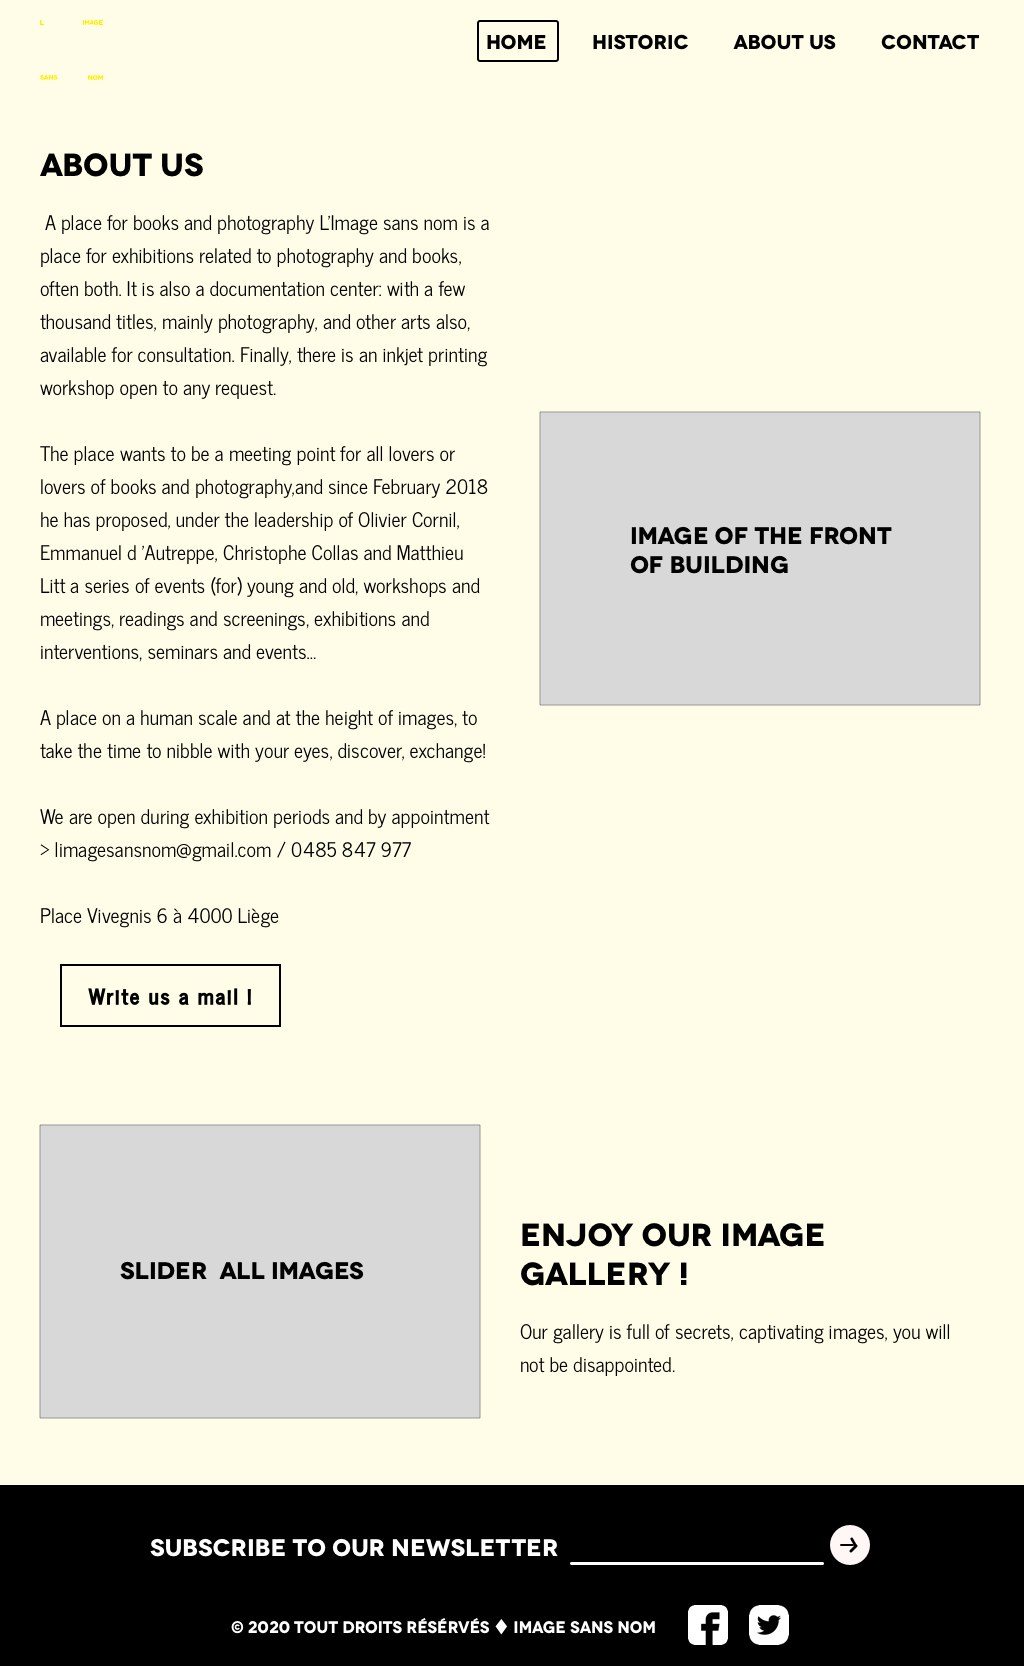 L IMAGE
SANS NOM
HOME HISTORIC ABOUT US CONTACT
ABOUT US
A place for books and photography L'Image sans nom is a
place for exhibitions related to photography and books,
often both. It is also a documentation center: with a few
thousand titles, mainly photography, and other arts also,
available for consultation. Finally, there is an inkjet printing
workshop open to any request.
The place wants to be a meeting point for all lovers or
lovers of books and photography,and since February 2018
he has proposed, under the leadership of Olivier Cornil,
Emmanuel d 'Autreppe, Christophe Collas and Matthieu
Litt a series of events (for) young and old, workshops and
meetings, readings and screenings, exhibitions and
interventions, seminars and events...
A place on a human scale and at the height of images, to
take the time to nibble with your eyes, discover, exchange!
We are open during exhibition periods and by appointment
> limagesansnom@gmail.com / 0485 847 977
Place Vivegnis 6 à 4000 Liège
Write us a mail !
IMAGE OF THE FRONT
OF BUILDING
SLIDER ALL IMAGES
ENJOY OUR IMAGE
GALLERY !
Our gallery is full of secrets, captivating images, you will
not be disappointed.
SUBSCRIBE TO OUR NEWSLETTER
© 2020 TOUT DROITS RÉSÉRVÉS ♦ IMAGE SANS NOM